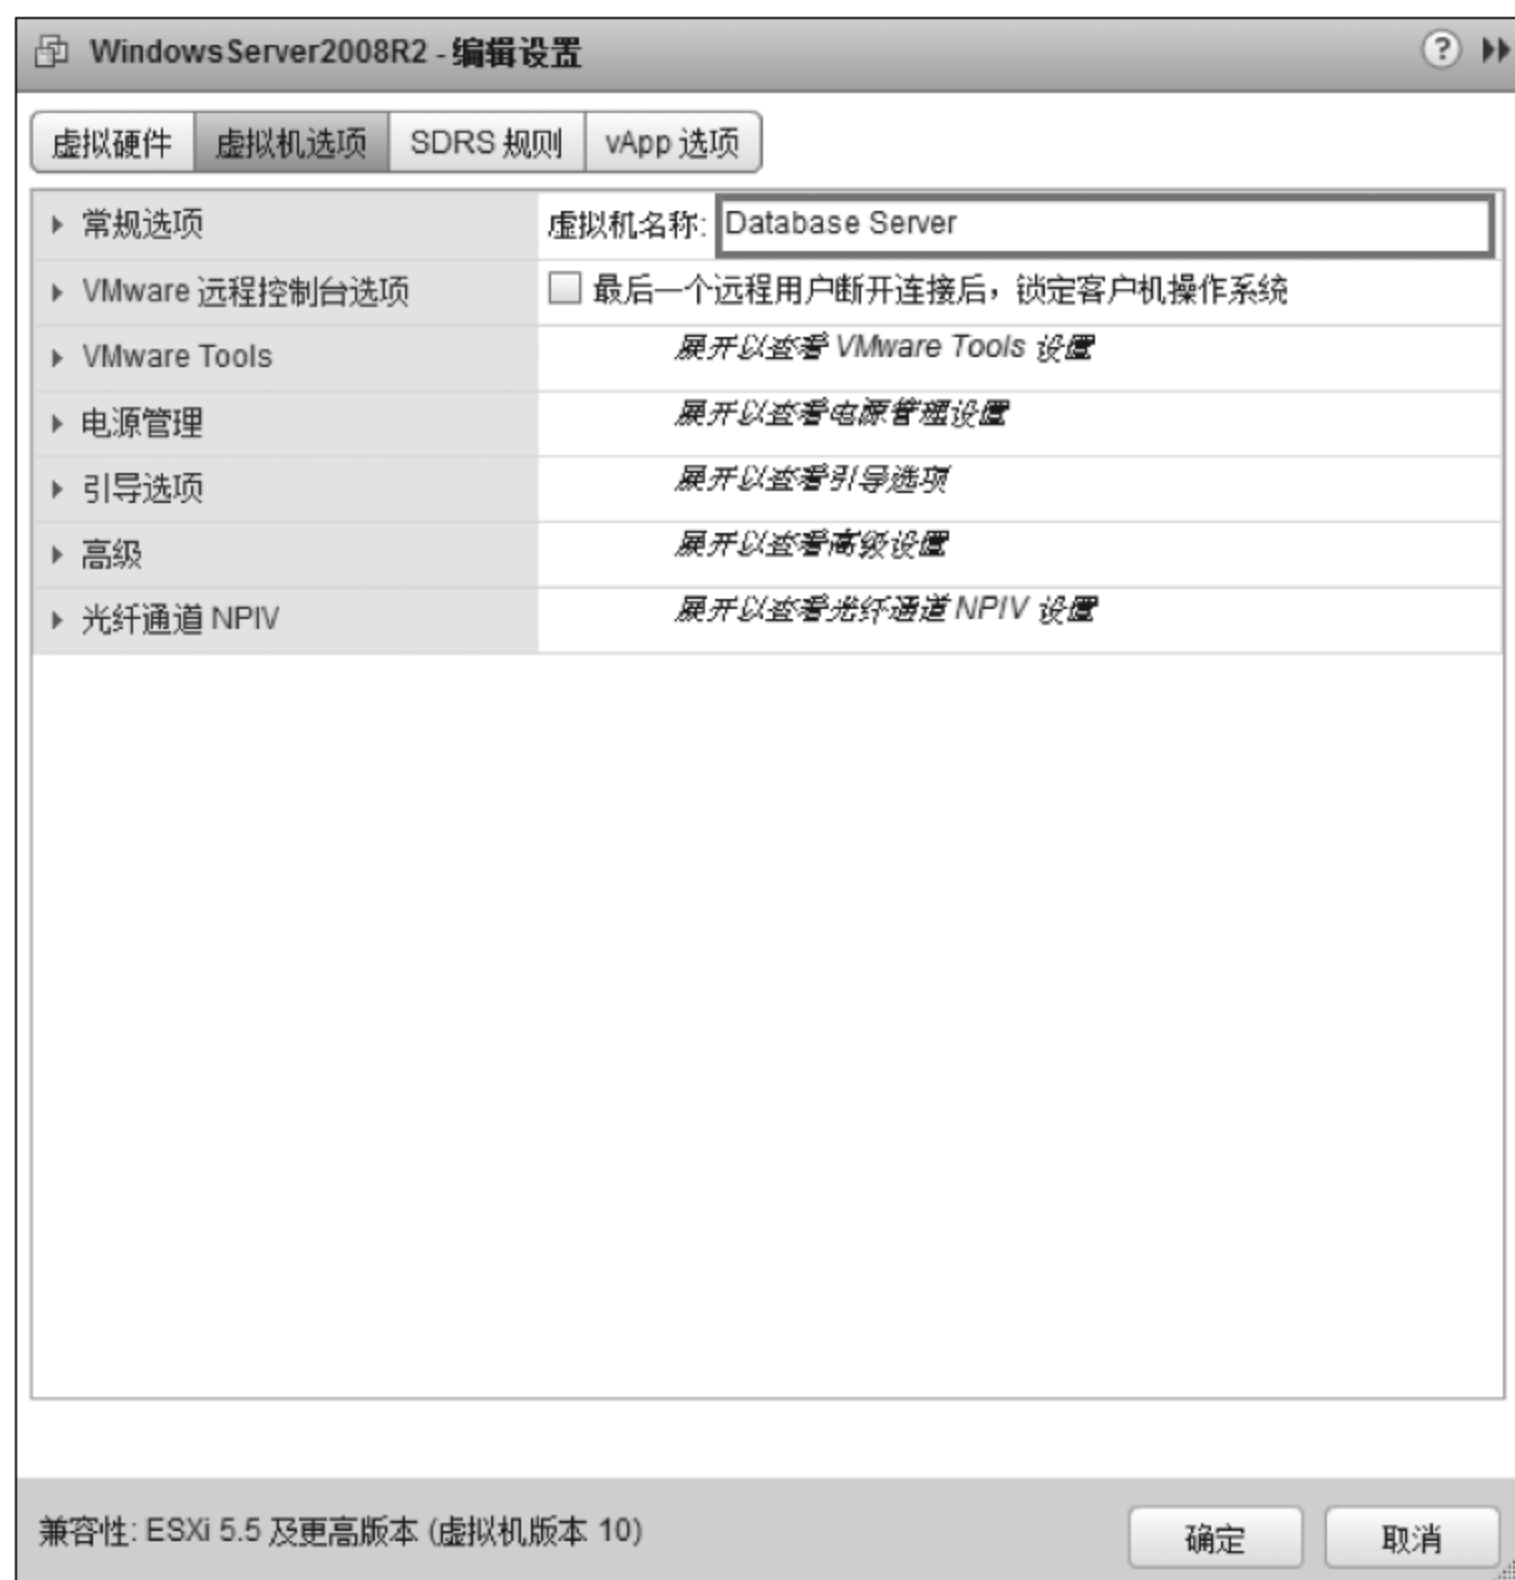 WindowsServer2008R2 - 编辑设置
虚拟硬件 虚拟机选项 SDRS 规则 vApp 选项
常规选项 虚拟机名称: Database Server
VMware 远程控制台选项 最后一个远程用户断开连接后，锁定客户机操作系统
VMware Tools 展开以查看 VMware Tools 设置
电源管理 展开以查看电源管理设置
引导选项 展开以查看引导选项
高级 展开以查看高级设置
光纤通道 NPIV 展开以查看光纤通道 NPIV 设置
兼容性: ESXi 5.5 及更高版本 (虚拟机版本 10) 确定 取消